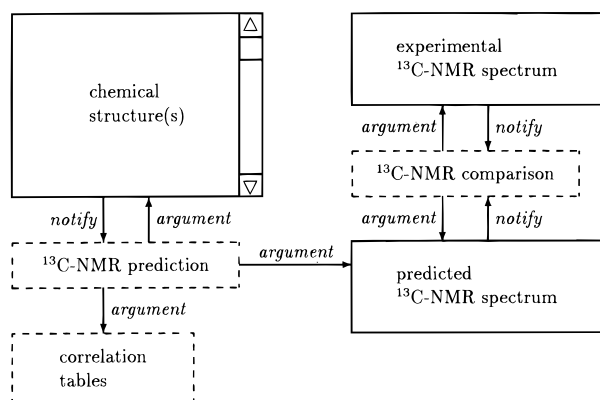 chemical
structure(s)
experimental
¹³C-NMR spectrum
argument
notify
¹³C-NMR comparison
notify
argument
argument
notify
¹³C-NMR prediction
argument
predicted
¹³C-NMR spectrum
argument
correlation
tables